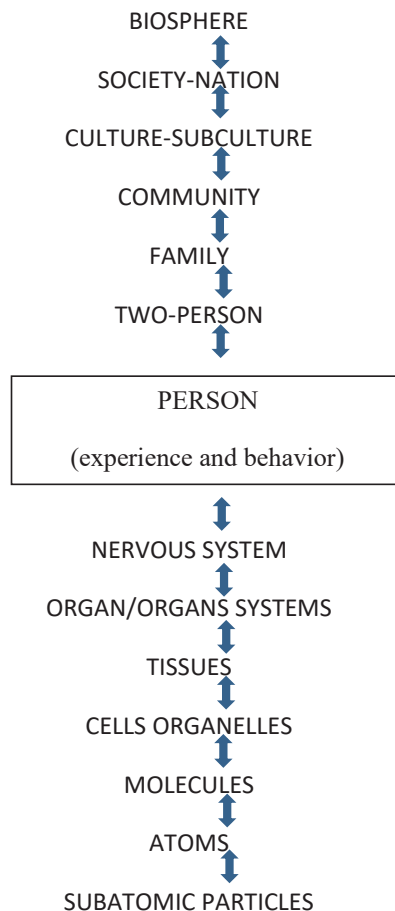 BIOSPHERE
SOCIETY-NATION
CULTURE-SUBCULTURE
COMMUNITY
FAMILY
TWO-PERSON
PERSON
(experience and behavior)
NERVOUS SYSTEM
ORGAN/ORGANS SYSTEMS
TISSUES
CELLS ORGANELLES
MOLECULES
ATOMS
SUBATOMIC PARTICLES